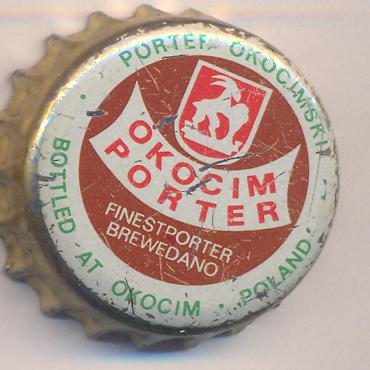 PORTER OKOCIMSKI
OKOCIM
PORTER
FINESTPORTER
BREWEDANO
BOTTLED AT OKOCIM · POLAND ·